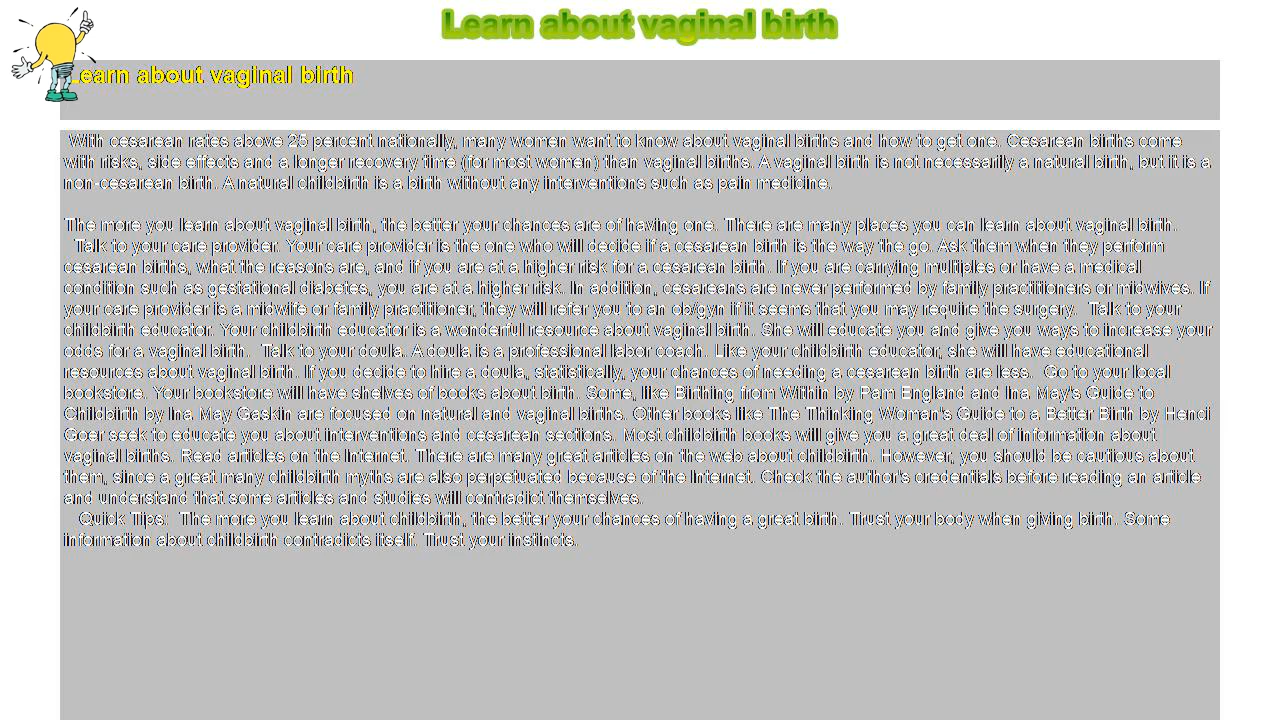 Learn about vaginal birth
Learn about vaginal birth
With cesarean rates above 25 percent nationally, many women want to know about vaginal births and how to get one. Cesarean births come
with risks, side effects and a longer recovery time (for most women) than vaginal births. A vaginal birth is not necessarily a natural birth, but it is a
non-cesarean birth. A natural childbirth is a birth without any interventions such as pain medicine.
The more you learn about vaginal birth, the better your chances are of having one. There are many places you can learn about vaginal birth.
Talk to your care provider. Your care provider is the one who will decide if a cesarean birth is the way the go. Ask them when they perform
cesarean births, what the reasons are, and if you are at a higher risk for a cesarean birth. If you are carrying multiples or have a medical
condition such as gestational diabetes, you are at a higher risk. In addition, cesareans are never performed by family practitioners or midwives. If
your care provider is a midwife or family practitioner, they will refer you to an ob/gyn if it seems that you may require the surgery. Talk to your
childbirth educator. Your childbirth educator is a wonderful resource about vaginal birth. She will educate you and give you ways to increase your
odds for a vaginal birth. Talk to your doula. A doula is a professional labor coach. Like your childbirth educator, she will have educational
resources about vaginal birth. If you decide to hire a doula, statistically, your chances of needing a cesarean birth are less. Go to your local
bookstore. Your bookstore will have shelves of books about birth. Some, like Birthing from Within by Pam England and Ina May's Guide to
Childbirth by Ina May Gaskin are focused on natural and vaginal births. Other books like The Thinking Woman's Guide to a Better Birth by Henci
Goer seek to educate you about interventions and cesarean sections. Most childbirth books will give you a great deal of information about
vaginal births. Read articles on the Internet. There are many great articles on the web about childbirth. However, you should be cautious about
them, since a great many childbirth myths are also perpetuated because of the Internet. Check the author's credentials before reading an article
and understand that some articles and studies will contradict themselves.
Quick Tips: The more you learn about childbirth, the better your chances of having a great birth. Trust your body when giving birth. Some
information about childbirth contradicts itself. Trust your instincts.